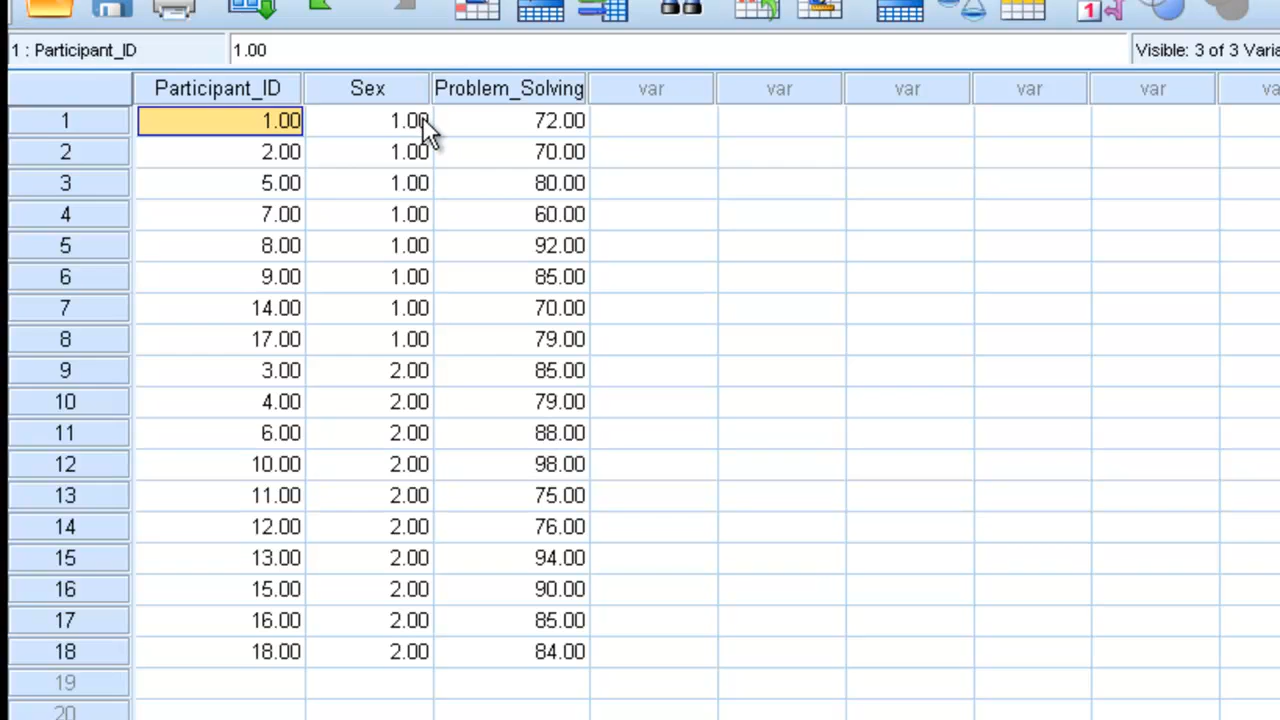 1
1 : Participant_ID 1.00 Visible: 3 of 3 Varia
Participant_ID Sex Problem_Solving var var var var var va
1 1.00 1.00 72.00
2 2.00 1.00 70.00
3 5.00 1.00 80.00
4 7.00 1.00 60.00
5 8.00 1.00 92.00
6 9.00 1.00 85.00
7 14.00 1.00 70.00
8 17.00 1.00 79.00
9 3.00 2.00 85.00
10 4.00 2.00 79.00
11 6.00 2.00 88.00
12 10.00 2.00 98.00
13 11.00 2.00 75.00
14 12.00 2.00 76.00
15 13.00 2.00 94.00
16 15.00 2.00 90.00
17 16.00 2.00 85.00
18 18.00 2.00 84.00
19
20